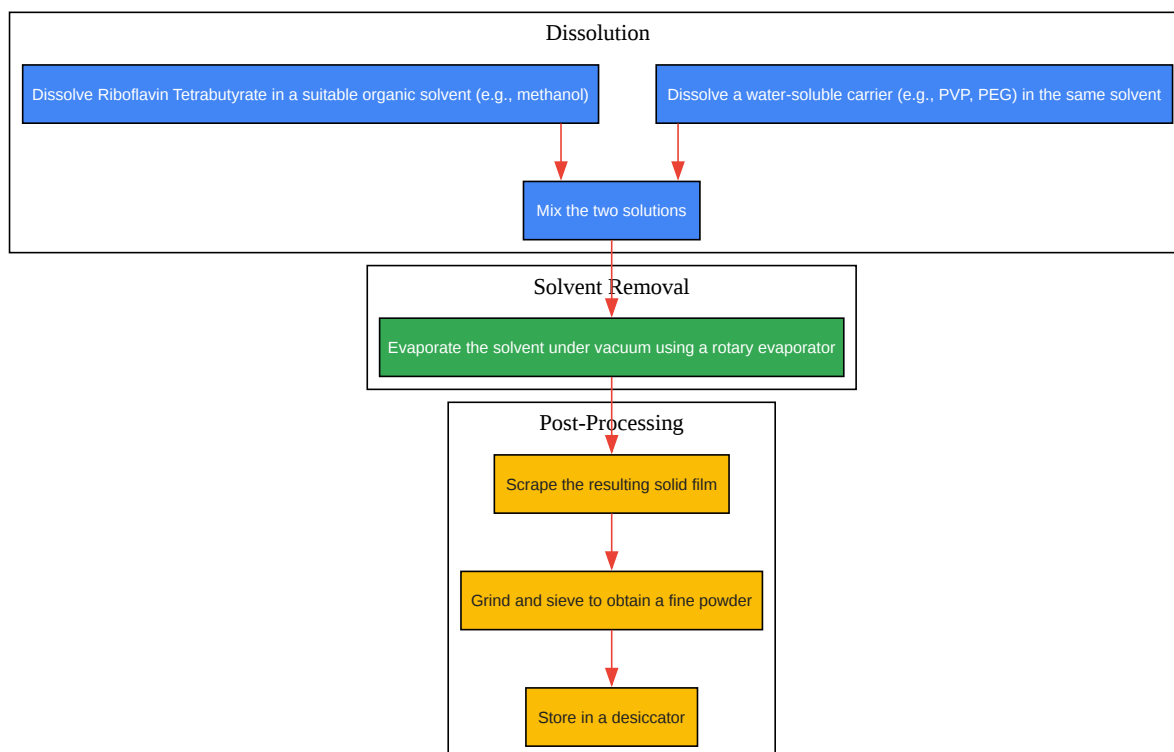 Dissolution
Dissolve Riboflavin Tetrabutyrate in a suitable organic solvent (e.g., methanol)
Dissolve a water-soluble carrier (e.g., PVP, PEG) in the same solvent
Mix the two solutions
Solvent Removal
Evaporate the solvent under vacuum using a rotary evaporator
Post-Processing
Scrape the resulting solid film
Grind and sieve to obtain a fine powder
Store in a desiccator